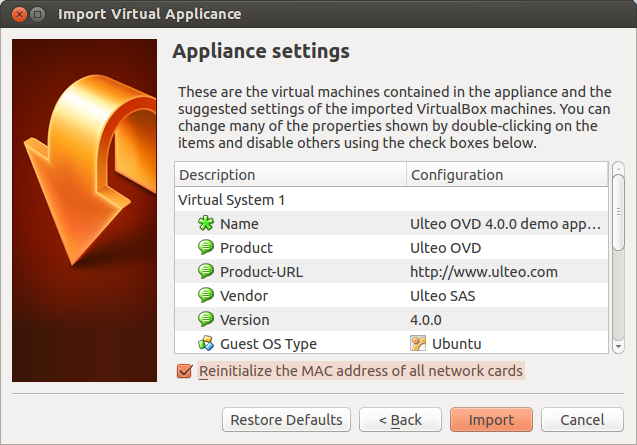 Import Virtual Applicance
Appliance settings
These are the virtual machines contained in the appliance and the
suggested settings of the imported VirtualBox machines. You can
change many of the properties shown by double-clicking on the
items and disable others using the check boxes below.
Description Configuration
Virtual System 1
Name Ulteo OVD 4.0.0 demo app...
Product Ulteo OVD
Product-URL http://www.ulteo.com
Vendor Ulteo SAS
Version 4.0.0
Guest OS Type Ubuntu
Reinitialize the MAC address of all network cards
Restore Defaults < Back Import Cancel